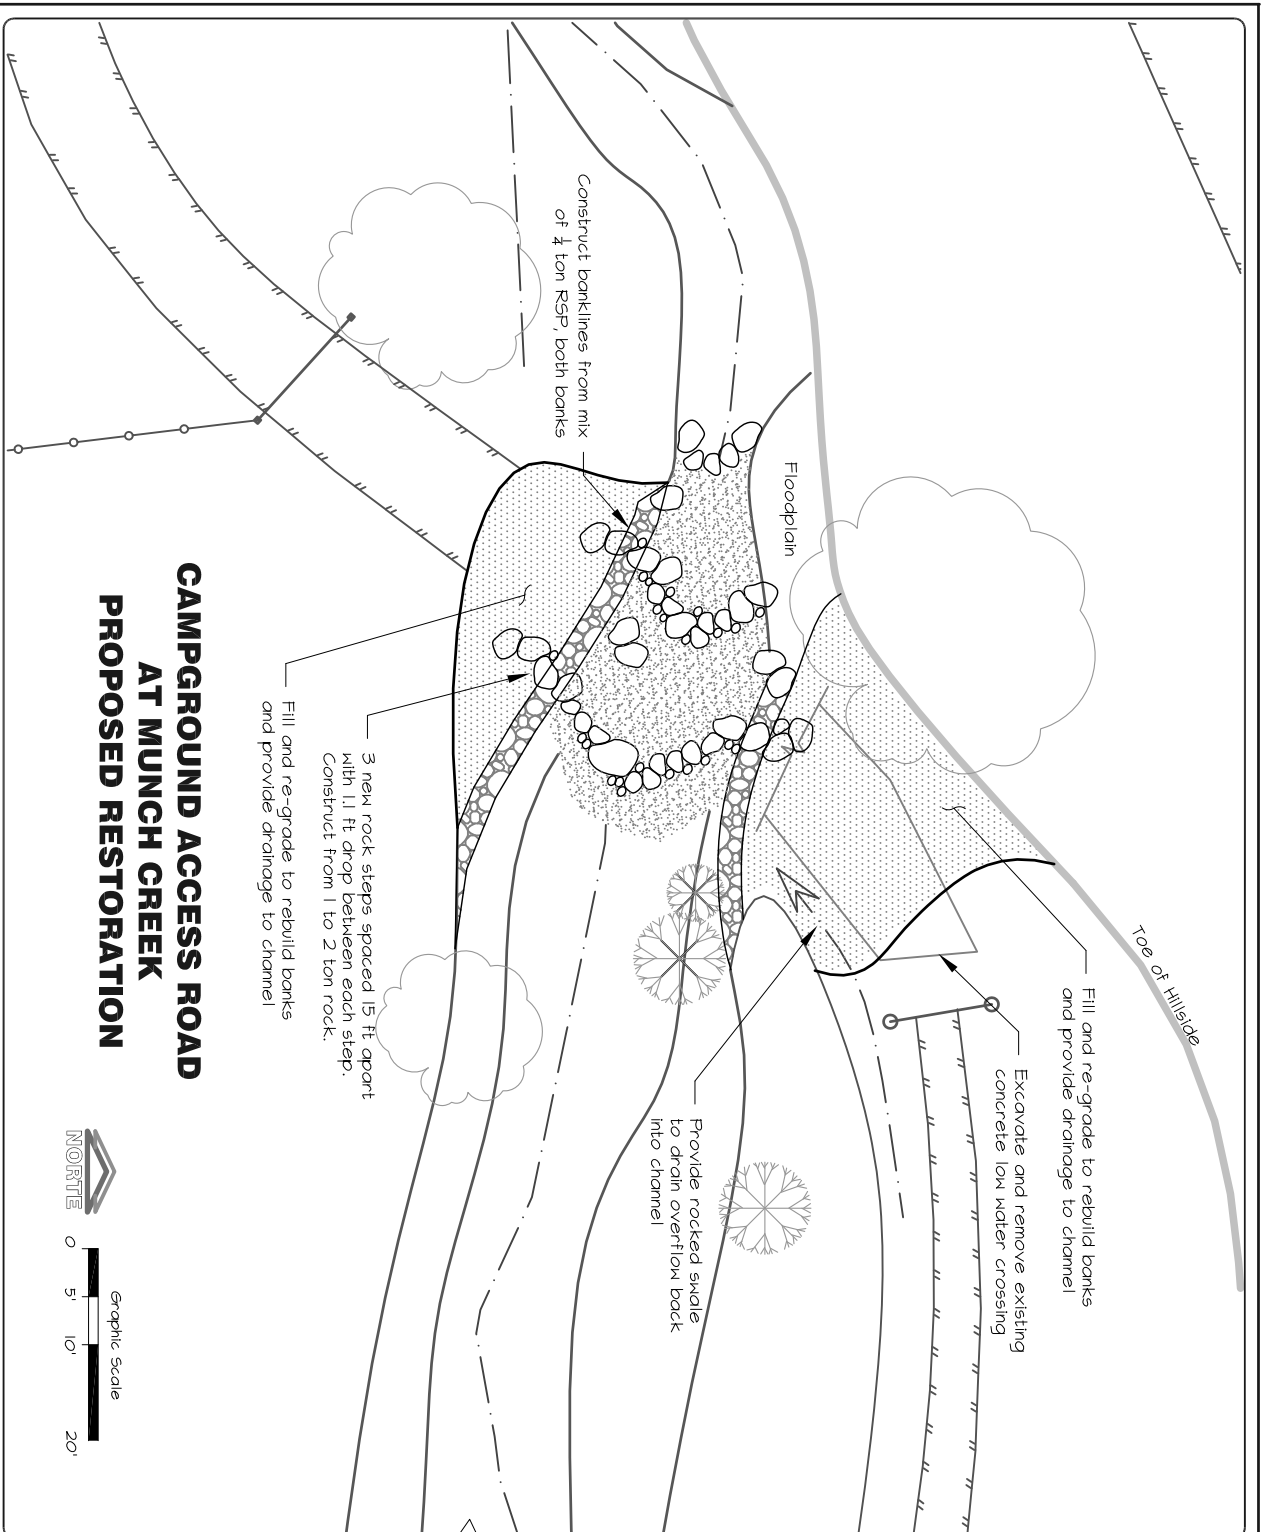 Toe of Hillside
Fill and re-grade to rebuild banks
and provide drainage to channel
Excavate and remove existing
concrete low water crossing
Floodplain
Provide rocked swale
to drain overflow back
into channel
Construct banklines from mix
of 1/4 ton RSP, both banks
3 new rock steps spaced 15 ft apart
with 1.1 ft drop between each step.
Construct from 1 to 2 ton rock.
Fill and re-grade to rebuild banks
and provide drainage to channel
CAMPGROUND ACCESS ROAD
AT MUNCH CREEK
PROPOSED RESTORATION
NORTE
Graphic Scale
0 5' 10' 20'